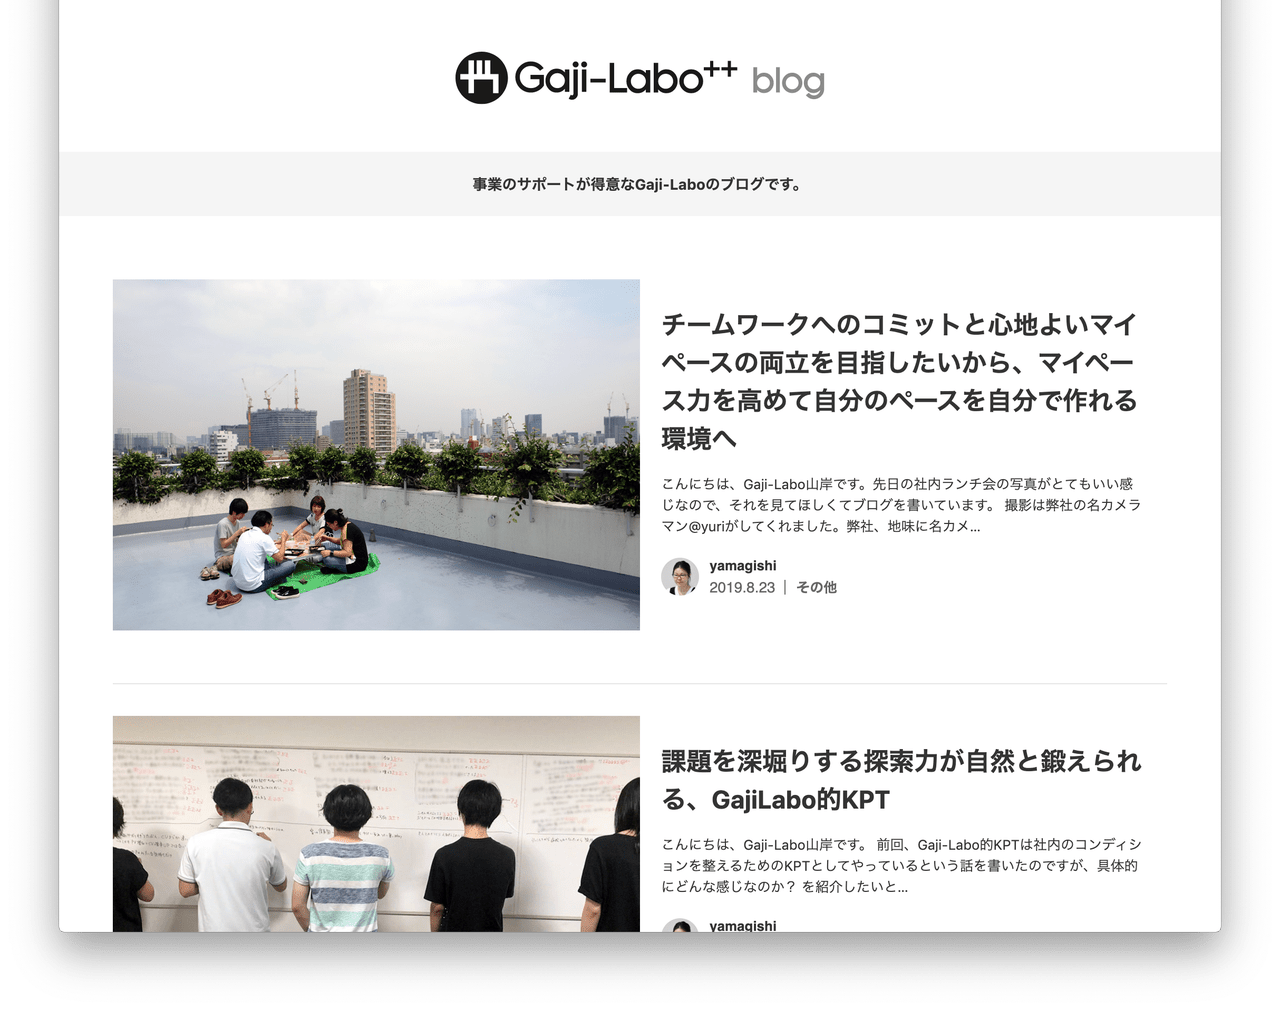 Gaji-Labo++ blog
事業のサポートが得意なGaji-Laboのブログです。
チームワークへのコミットと心地よいマイ
ペースの両立を目指したいから、マイペー
ス力を高めて自分のペースを自分で作れる
環境へ
こんにちは、Gaji-Labo山岸です。先日の社内ランチ会の写真がとてもいい感
じなので、それを見てほしくてブログを書いています。 撮影は弊社の名カメラ
マン@yuriがしてくれました。弊社、地味に名カメ...
yamagishi
2019.8.23 | その他
課題を深堀りする探索力が自然と鍛えられ
る、GajiLabo的KPT
こんにちは、Gaji-Labo山岸です。 前回、Gaji-Labo的KPTは社内のコンディシ
ョンを整えるためのKPTとしてやっているという話を書いたのですが、具体的
にどんな感じなのか？ を紹介したいと...
yamagishi